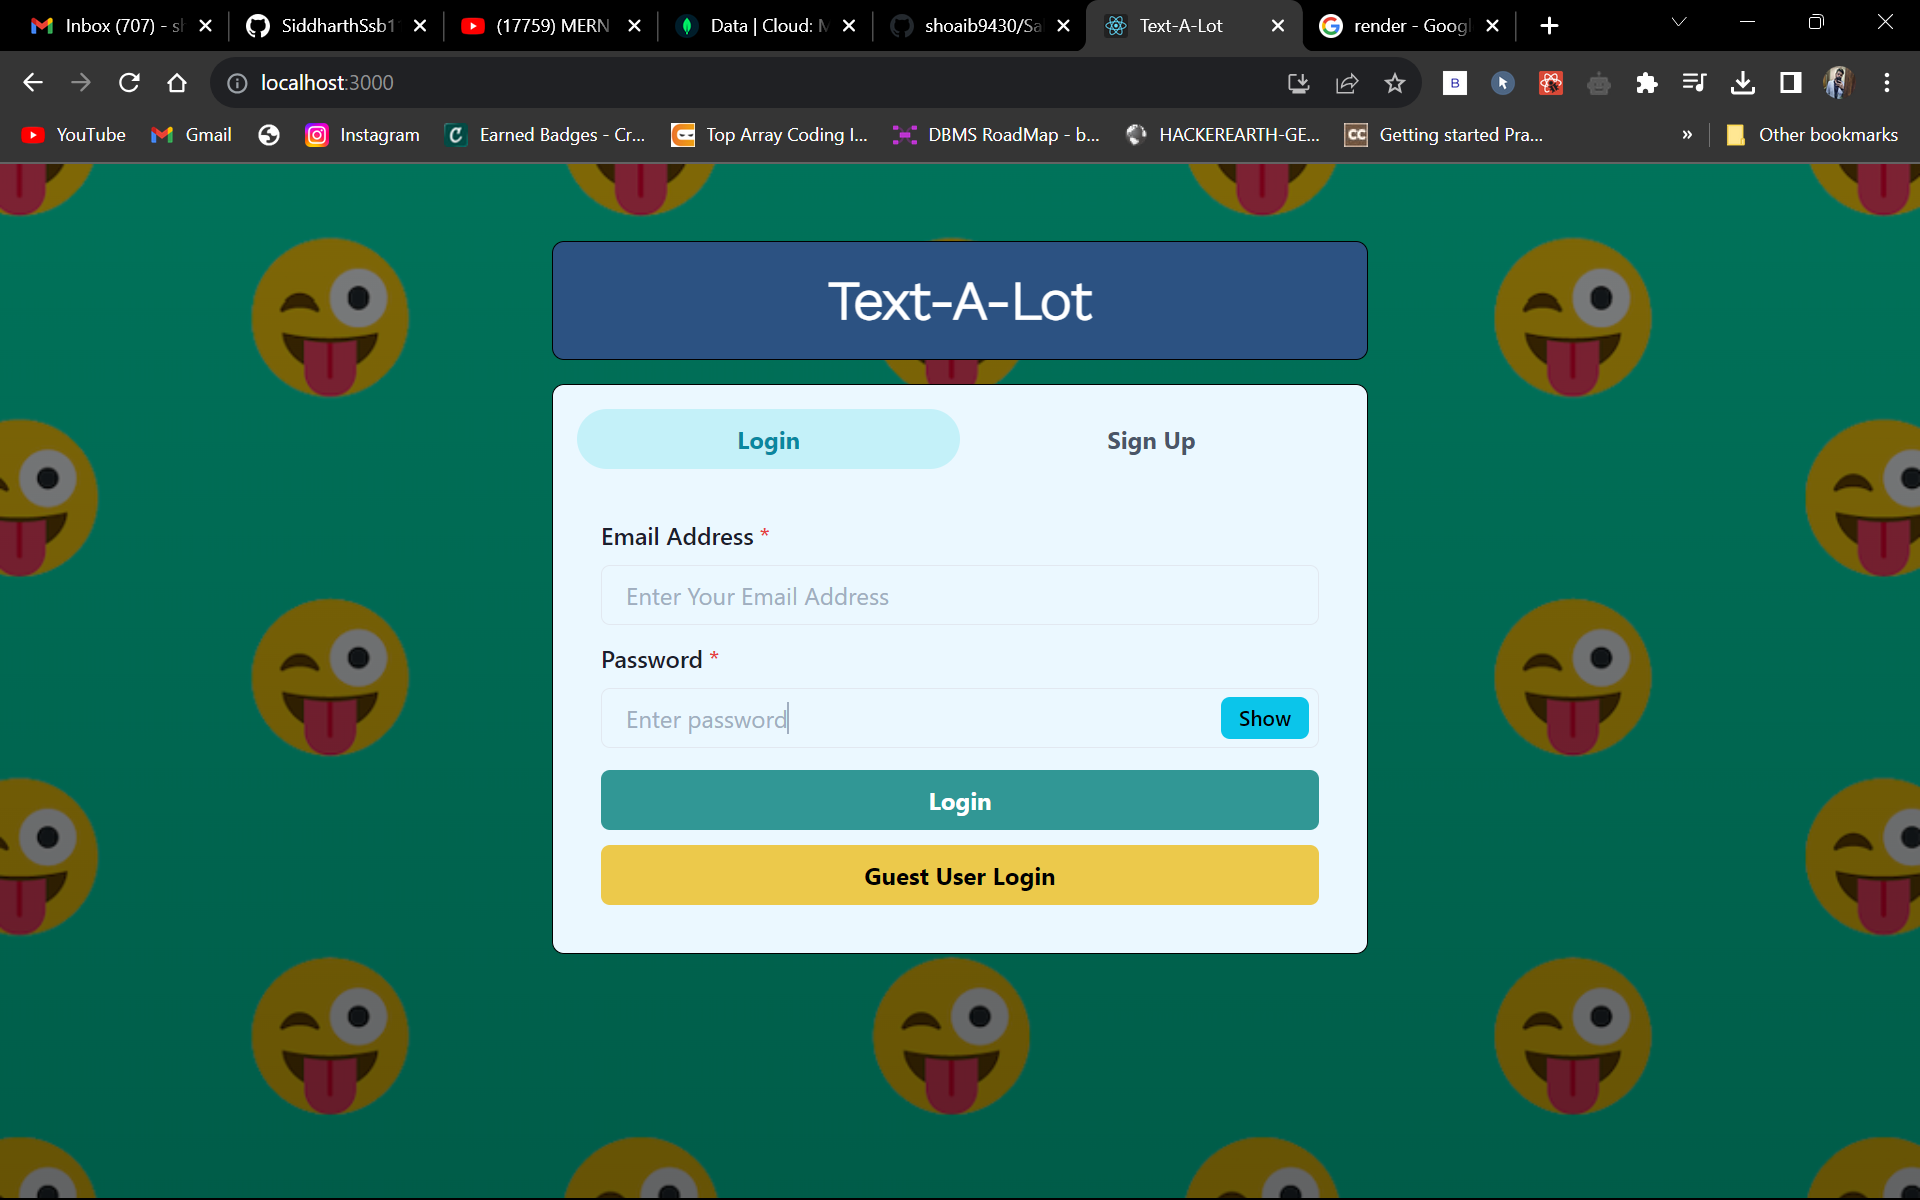 Inbox (707) - sh
SiddharthSsb1
(17759) MERN
Data | Cloud: M
shoaib9430/Sa
Text-A-Lot
render - Googl
localhost:3000
B
YouTube
Gmail
Instagram
Earned Badges - Cr...
Top Array Coding I...
DBMS RoadMap - b...
HACKEREARTH-GE...
CC
Getting started Pra...
»
Other bookmarks
Text-A-Lot
Login
Sign Up
Email Address *
Enter Your Email Address
Password *
Enter password
Show
Login
Guest User Login